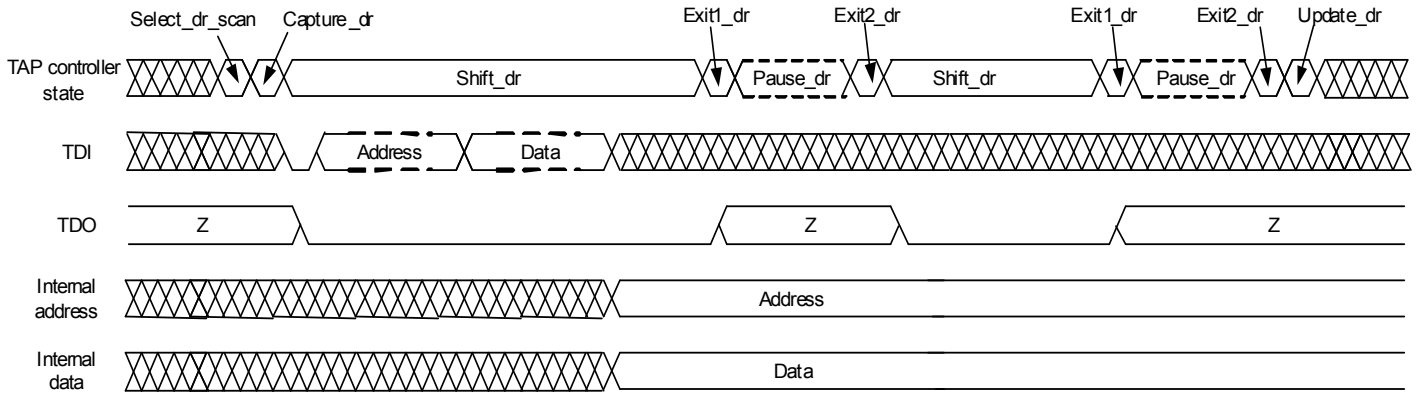 Select_dr_scan Capture_dr Exit1_dr Exit2_dr Exit1_dr Exit2_dr Update_dr
TAP controller
state
Shift_dr Pause_dr Shift_dr Pause_dr
TDI Address Data
TDO Z Z Z
Internal
address
Address
Internal
data
Data